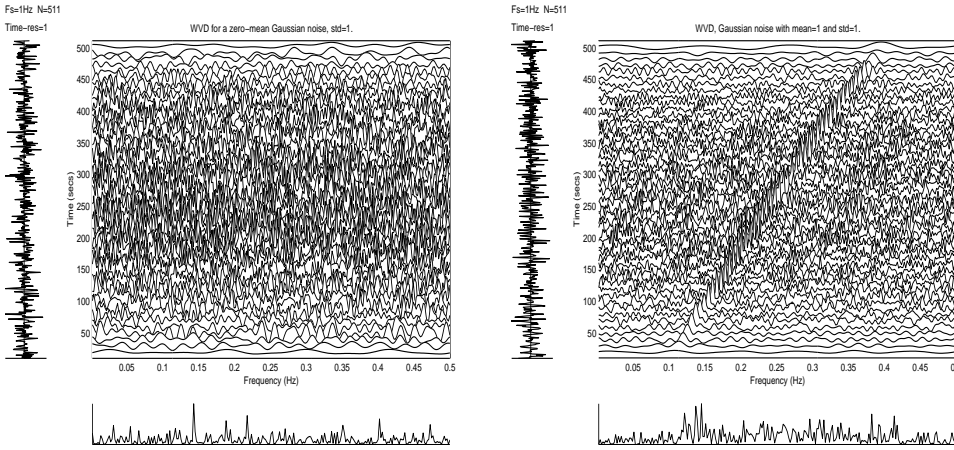 Fs=1Hz N=511
Time-res=1
WVD for a zero-mean Gaussian noise, std=1.
500
450
400
350
300
250
200
150
100
50
Time (secs)
0.05 0.1 0.15 0.2 0.25 0.3 0.35 0.4 0.45 0.5
Frequency (Hz)
Fs=1Hz N=511
Time-res=1
WVD, Gaussian noise with mean=1 and std=1.
500
450
400
350
300
250
200
150
100
50
Time (secs)
0.05 0.1 0.15 0.2 0.25 0.3 0.35 0.4 0.45 0.5
Frequency (Hz)